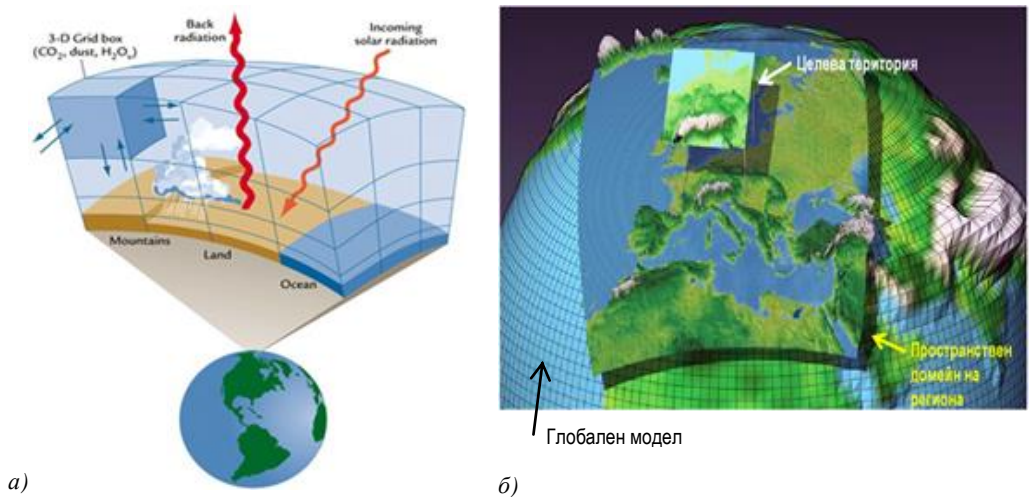 Back
radiation
3-D Grid box
(CO₂, dust, H₂Oᵥ)
Incoming
solar radiation
Mountains
Land
Ocean
а)
Целева територия
Пространствен
домейн на
региона
Глобален модел
б)